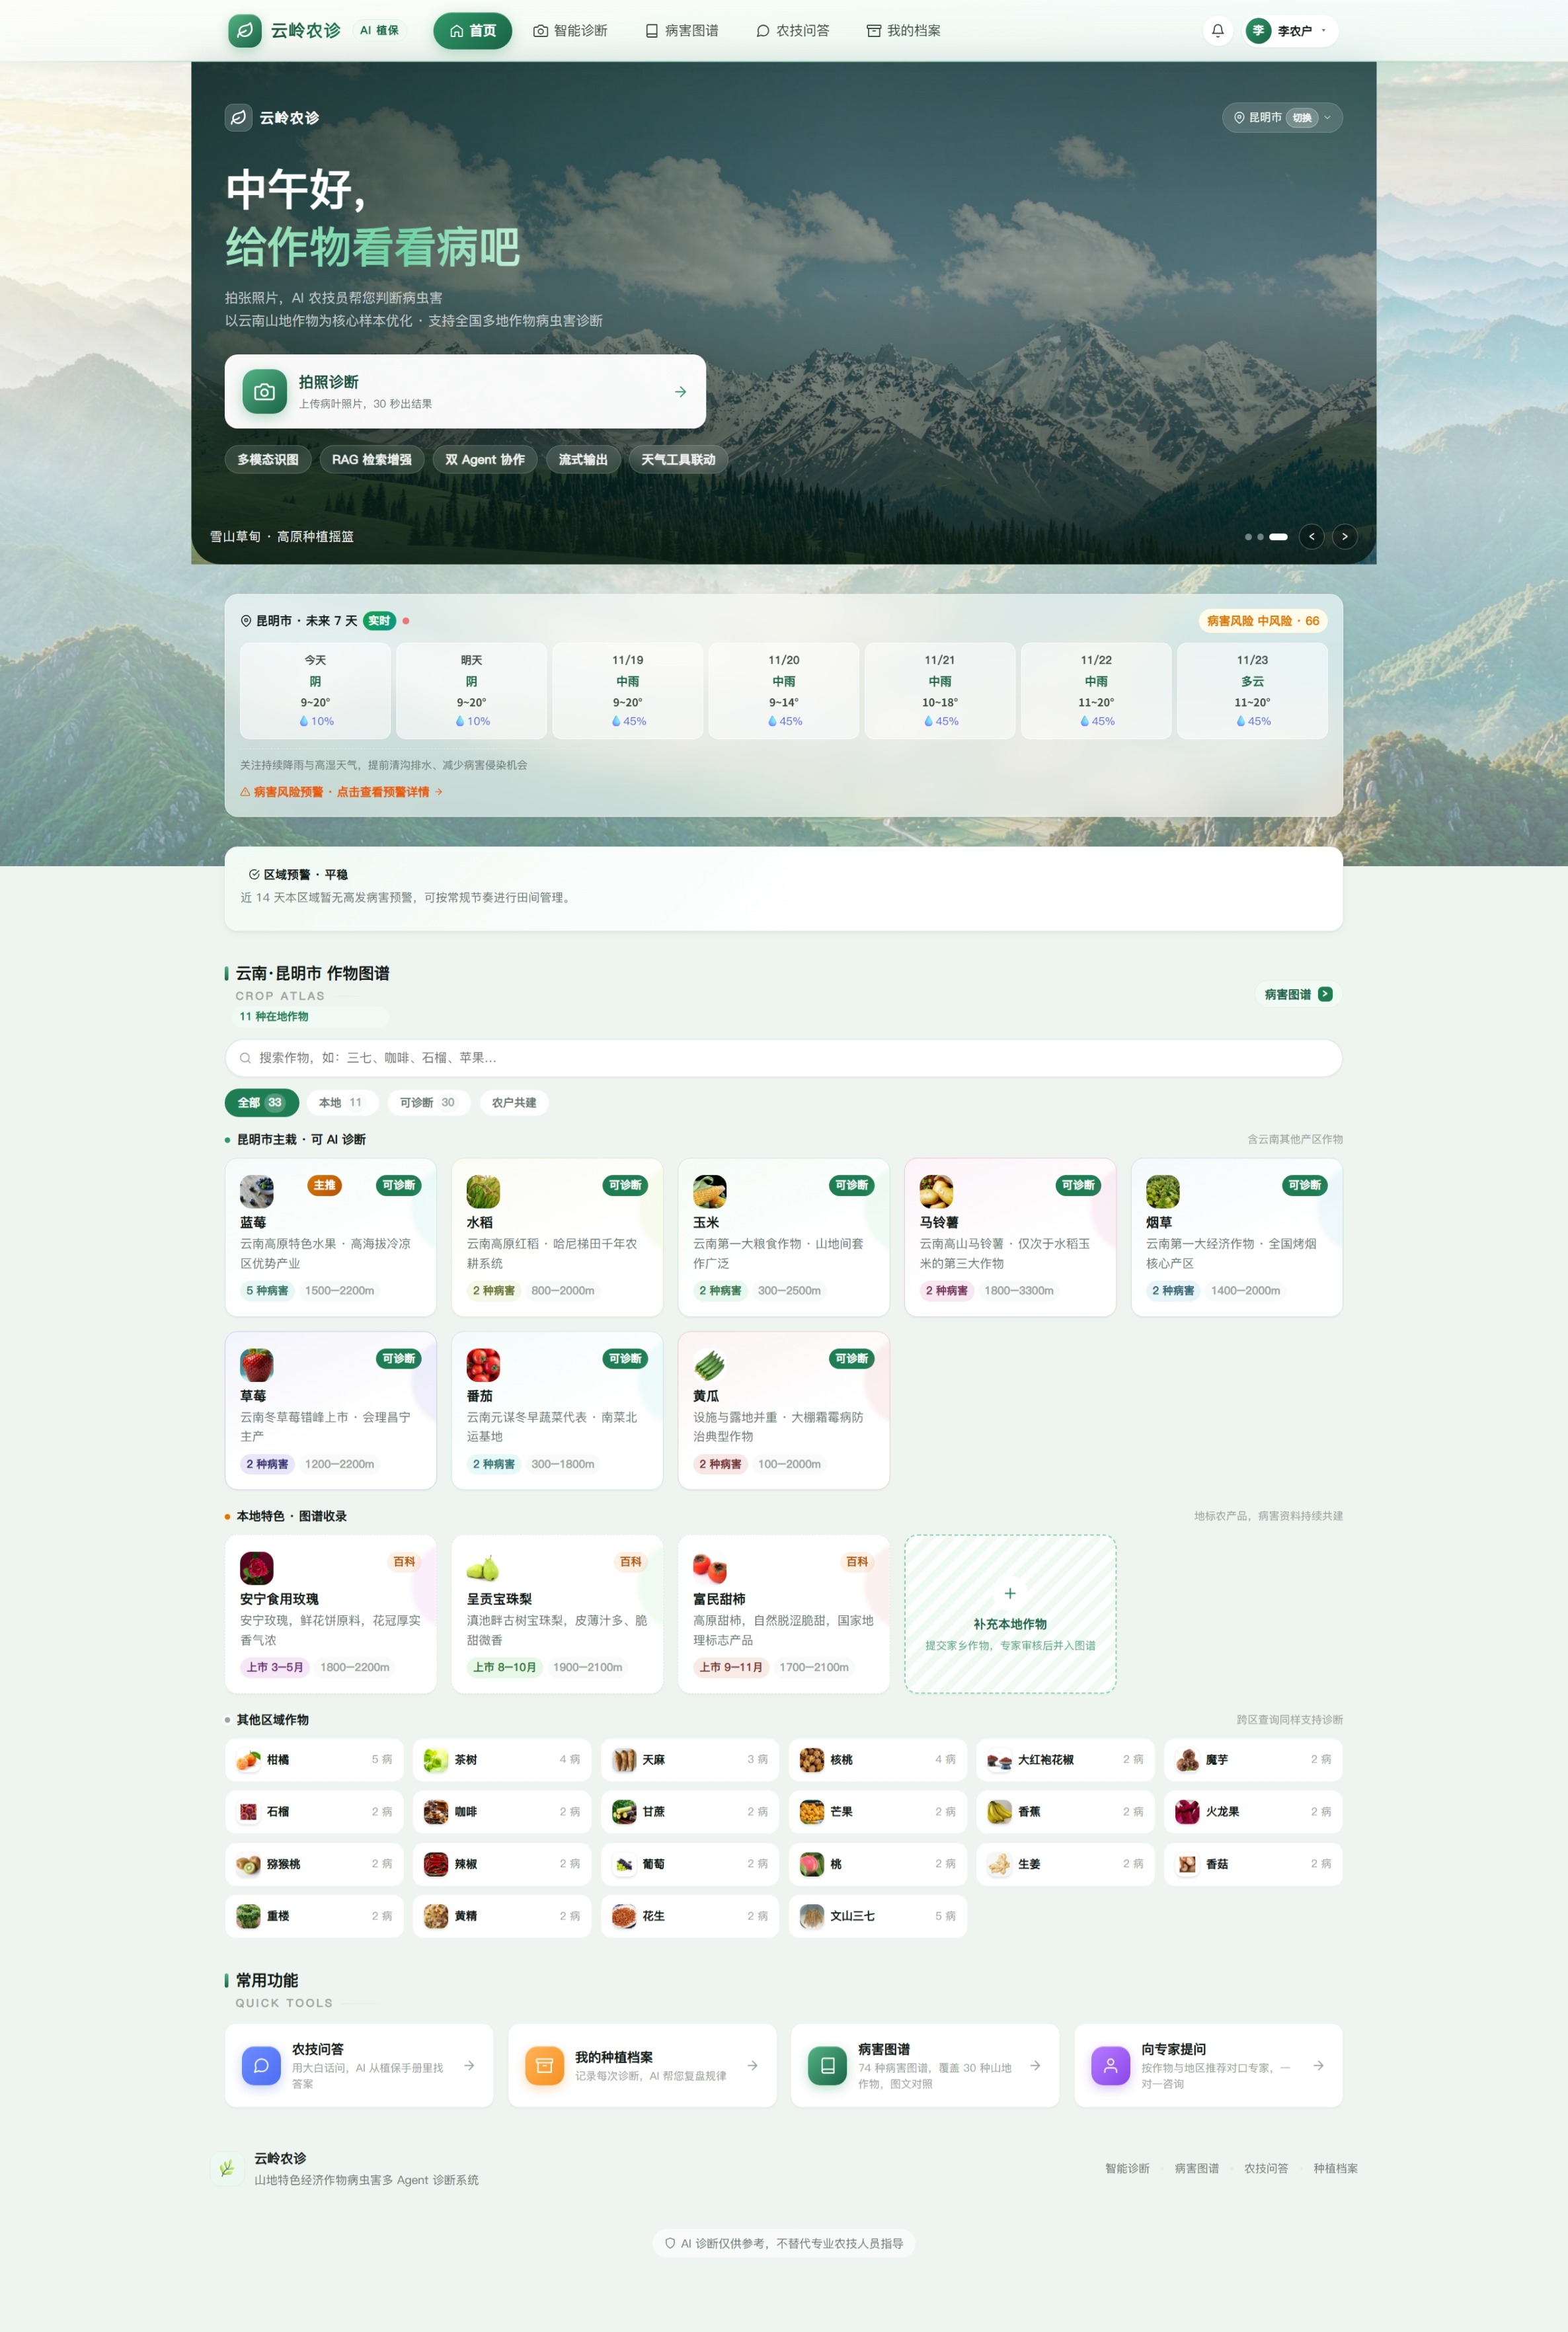 云岭农诊 AI 植保 首页 智能诊断 病害图谱 农技问答 我的档案 李 李农户
云岭农诊
昆明市 切换
中午好，
给作物看看病吧
拍张照片，AI 农技员帮您判断病虫害
以云南山地作物为核心样本优化 · 支持全国多地作物病虫害诊断
拍照诊断
上传病叶照片，30 秒出结果
多模态识图 RAG 检索增强 双 Agent 协作 流式输出 天气工具联动
雪山草甸 · 高原种植摇篮
昆明市 · 未来 7 天 实时
病害风险 中风险 · 66
今天 明天 11/19 11/20 11/21 11/22 11/23
阴 阴 中雨 中雨 中雨 中雨 多云
9~20° 9~20° 9~20° 9~14° 10~18° 11~20° 11~20°
10% 10% 45% 45% 45% 45% 45%
关注持续降雨与高湿天气，提前清沟排水、减少病害侵染机会
病害风险预警 · 点击查看预警详情
区域预警 · 平稳
近 14 天本区域暂无高发病害预警，可按常规节奏进行田间管理。
云南·昆明市 作物图谱
CROP ATLAS
11 种在地作物
病害图谱
搜索作物，如：三七、咖啡、石榴、苹果...
全部 33 本地 11 可诊断 30 农户共建
昆明市主栽 · 可 AI 诊断
含云南其他产区作物
主推 可诊断
蓝莓
云南高原特色水果 · 高海拔冷凉
区优势产业
5 种病害 1500—2200m
可诊断
水稻
云南高原红稻 · 哈尼梯田千年农
耕系统
2 种病害 800—2000m
可诊断
玉米
云南第一大粮食作物 · 山地间套
作广泛
2 种病害 300—2500m
可诊断
马铃薯
云南高山马铃薯 · 仅次于水稻玉
米的第三大作物
2 种病害 1800—3300m
可诊断
烟草
云南第一大经济作物 · 全国烤烟
核心产区
2 种病害 1400—2000m
可诊断
草莓
云南冬草莓错峰上市 · 会理昌宁
主产
2 种病害 1200—2200m
可诊断
番茄
云南元谋冬早蔬菜代表 · 南菜北
运基地
2 种病害 300—1800m
可诊断
黄瓜
设施与露地并重 · 大棚霜霉病防
治典型作物
2 种病害 100—2000m
本地特色 · 图谱收录
地标农产品，病害资料持续共建
百科
安宁食用玫瑰
安宁玫瑰，鲜花饼原料，花冠厚实
香气浓
上市 3—5月 1800—2200m
百科
呈贡宝珠梨
滇池畔古树宝珠梨，皮薄汁多、脆
甜微香
上市 8—10月 1900—2100m
百科
富民甜柿
高原甜柿，自然脱涩脆甜，国家地
理标志产品
上市 9—11月 1700—2100m
补充本地作物
提交家乡作物，专家审核后并入图谱
其他区域作物
跨区查询同样支持诊断
柑橘 5 病 茶树 4 病 天麻 3 病 核桃 4 病 大红袍花椒 2 病 魔芋 2 病
石榴 2 病 咖啡 2 病 甘蔗 2 病 芒果 2 病 香蕉 2 病 火龙果 2 病
猕猴桃 2 病 辣椒 2 病 葡萄 2 病 桃 2 病 生姜 2 病 香菇 2 病
重楼 2 病 黄精 2 病 花生 2 病 文山三七 5 病
常用功能
QUICK TOOLS
农技问答
用大白话问，AI 从植保手册里找
答案
我的种植档案
记录每次诊断，AI 帮您复盘规律
病害图谱
74 种病害图谱，覆盖 30 种山地
作物，图文对照
向专家提问
按作物与地区推荐对口专家，一
对一咨询
云岭农诊
山地特色经济作物病虫害多 Agent 诊断系统
智能诊断 病害图谱 农技问答 种植档案
AI 诊断仅供参考，不替代专业农技人员指导